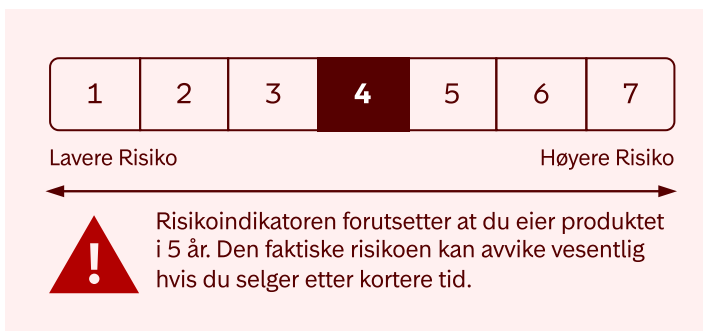 1 2 3 4 5 6 7
Lavere Risiko Høyere Risiko
Risikoindikatoren forutsetter at du eier produktet
i 5 år. Den faktiske risikoen kan avvike vesentlig
hvis du selger etter kortere tid.